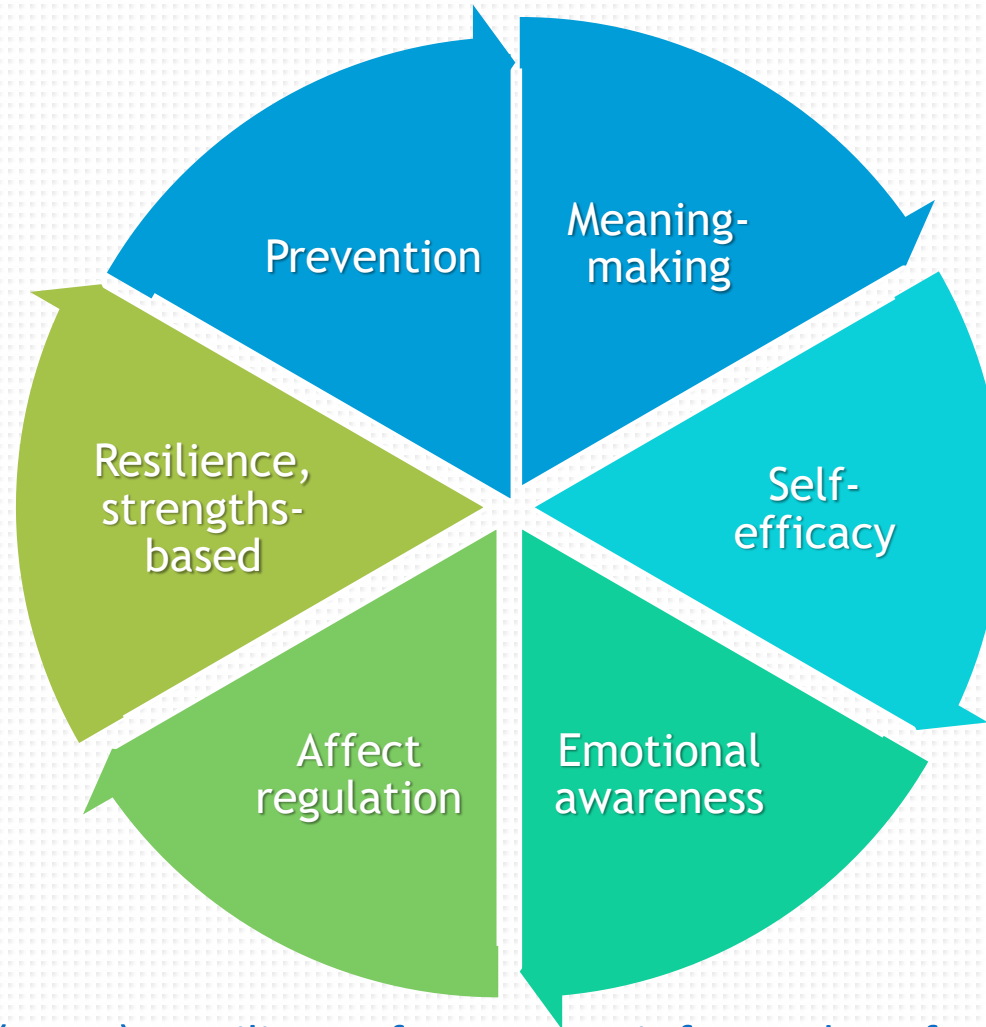 Prevention
Meaning-
making
Self-
efficacy
Emotional
awareness
Affect
regulation
Resilience,
strengths-
based